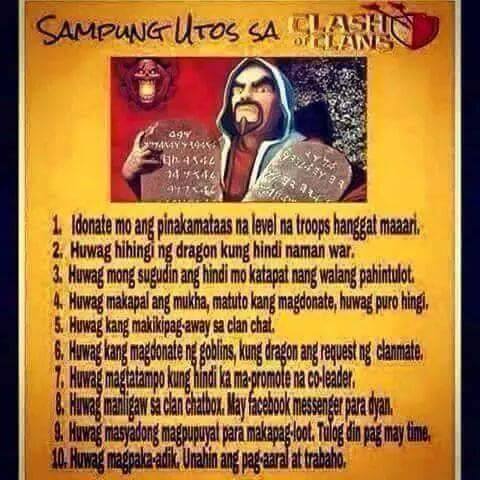 SAMPUNG UTOS SA CLASH OF CLANS
1. Idonate mo ang pinakamataas na level na troops hanggat maaari.
2. Huwag hihingi ng dragon kung hindi naman war.
3. Huwag mong sugudin ang hindi mo katapat nang walang pahintulot.
4. Huwag makapal ang mukha, matuto kang magdonate, huwag puro hingi.
5. Huwag kang makikipag-away sa clan chat.
6. Huwag kang magdonate ng goblins, kung dragon ang request ng clanmate.
7. Huwag magtatampo kung hindi ka ma-promote na co-leader.
8. Huwag manligaw sa clan chatbox. May facebook messenger para dyan.
9. Huwag masyadong magpupuyat para makapag-loot. Tulog din pag may time.
10. Huwag magpaka-adik. Unahin ang pag-aaral at trabaho.